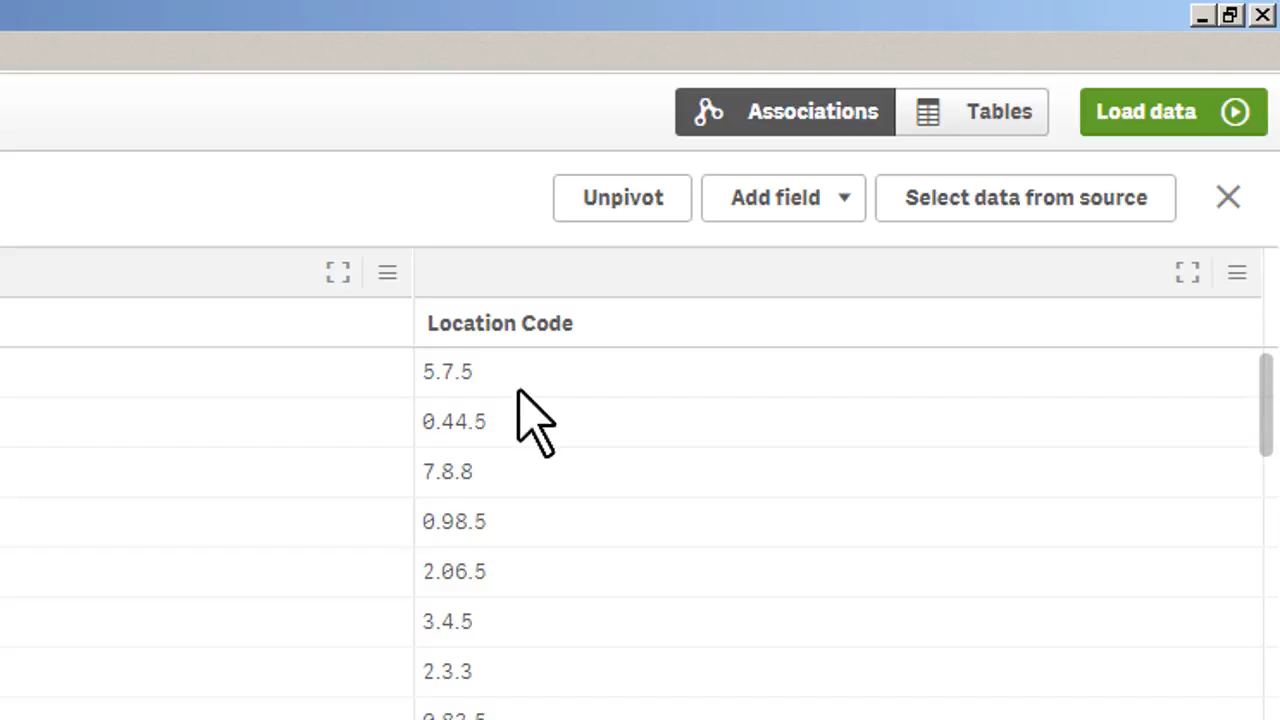 Associations
Tables
Load data
Unpivot
Add field
Select data from source
Location Code
5.7.5
0.44.5
7.8.8
0.98.5
2.06.5
3.4.5
2.3.3